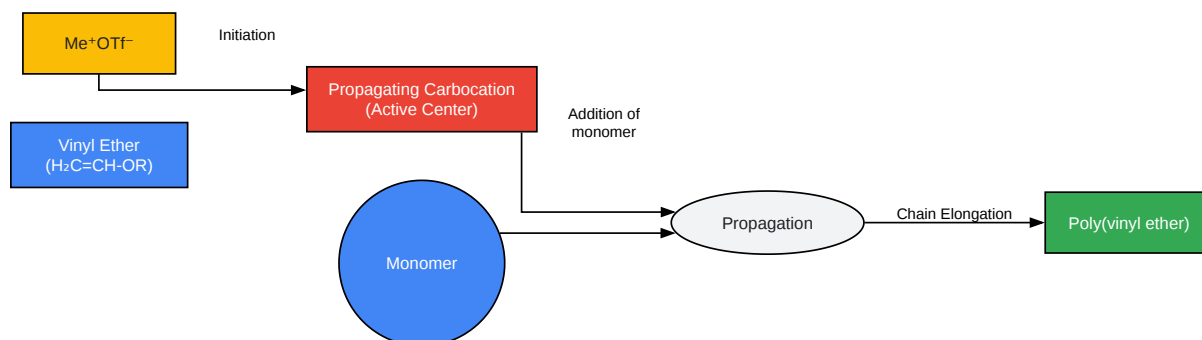 Me⁺OTf⁻
Initiation
Propagating Carbocation
(Active Center)
Vinyl Ether
(H₂C=CH-OR)
Addition of
monomer
Monomer
Propagation
Chain Elongation
Poly(vinyl ether)